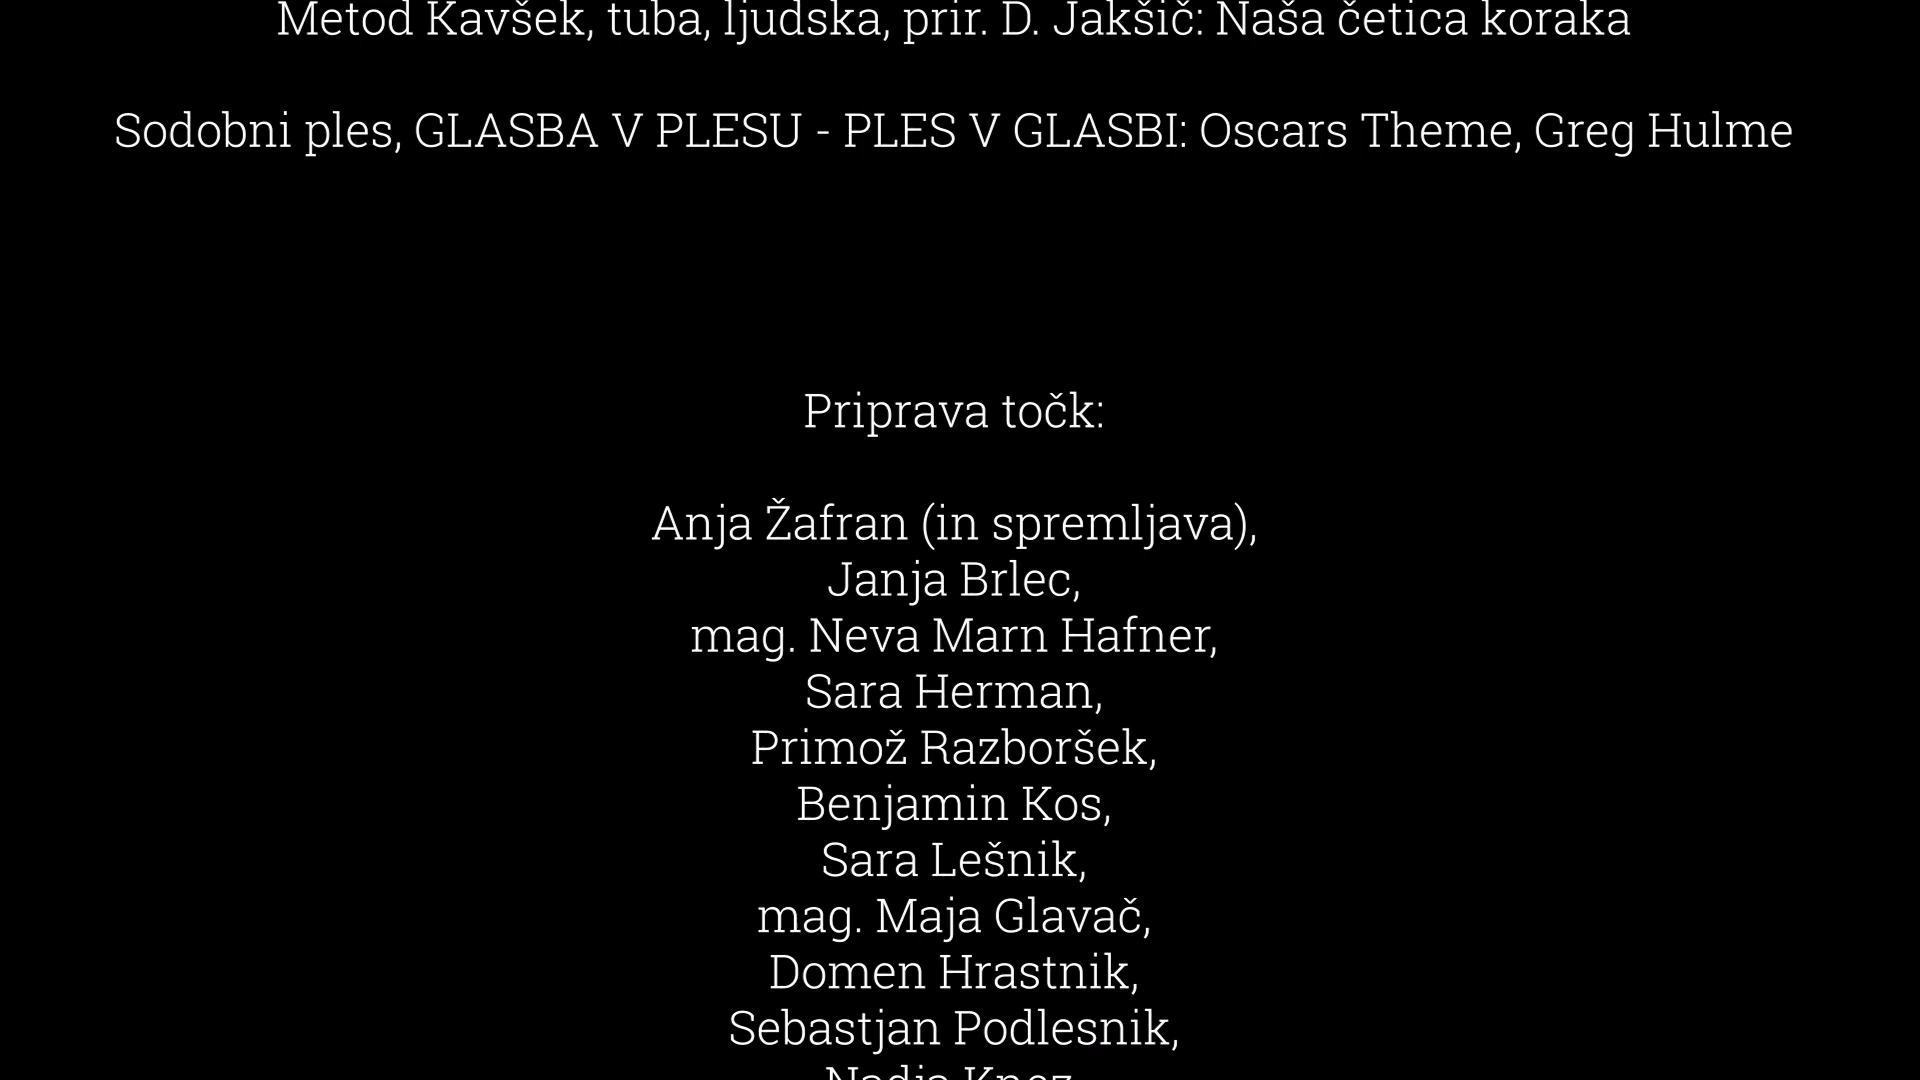 Metod Kavšek, tuba, ljudska, prir. D. Jakšič: Naša četica koraka
Sodobni ples, GLASBA V PLESU - PLES V GLASBI: Oscars Theme, Greg Hulme
Priprava točk:
Anja Žafran (in spremljava),
Janja Brlec,
mag. Neva Marn Hafner,
Sara Herman,
Primož Razboršek,
Benjamin Kos,
Sara Lešnik,
mag. Maja Glavač,
Domen Hrastnik,
Sebastjan Podlesnik,
Nadja Knez